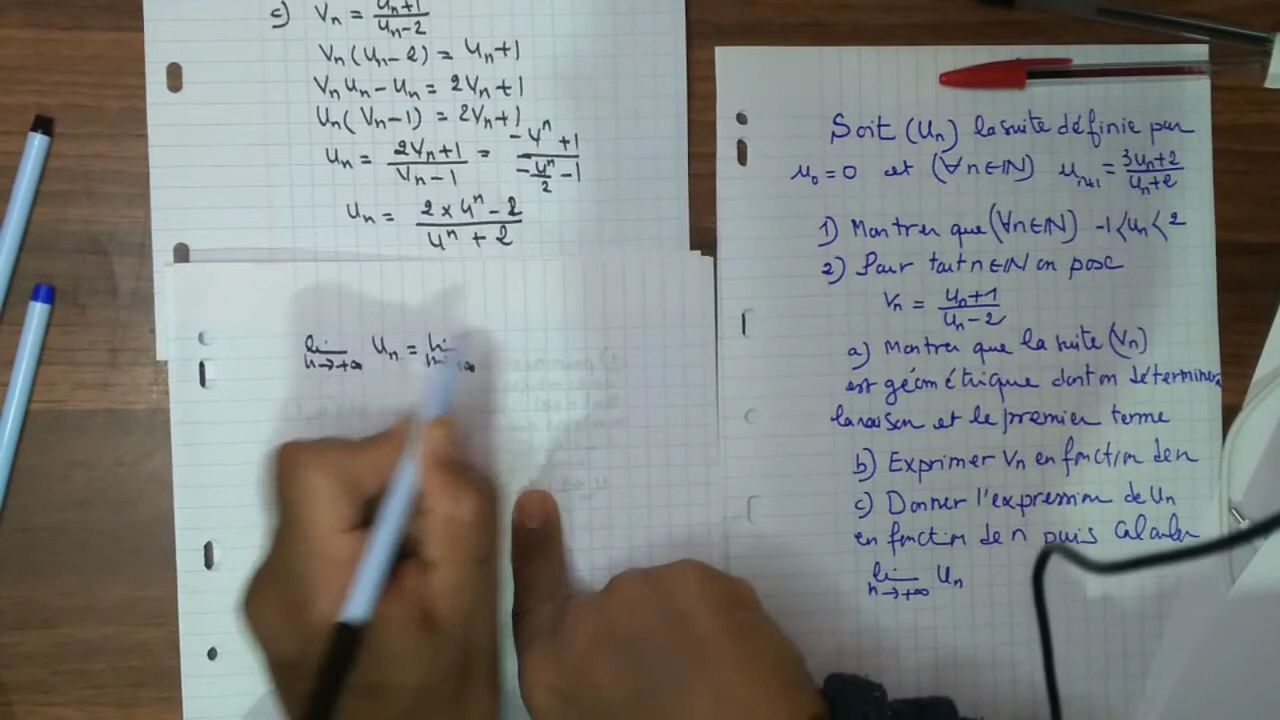 c) Vn = Un+1 / Un-2
Vn(Un-2) = Un+1
VnUn - Un = 2Vn+1
Un(Vn-1) = 2Vn+1
Un = 2Vn+1 / Vn-1 = -4^n+1 / -4^n/2 -1
Un = 2×4^n-2 / 4^n+2
lim n→+∞ Un = lim n→+∞
Soit (Un) la suite définie par
u0=0 et (∀n∈IN) un+1 = 3un+2 / un+2
1) Montrer que (∀n∈IN) -1<Un<2
2) Pour tout n∈IN on pose
Vn = Un+1 / Un-2
a) Montrer que la suite (Vn)
est géométrique dont on déterminera
la raison et le premier terme
b) Exprimer Vn en fonction de n
c) Donner l'expression de Un
en fonction de n puis calculer
lim n→+∞ Un